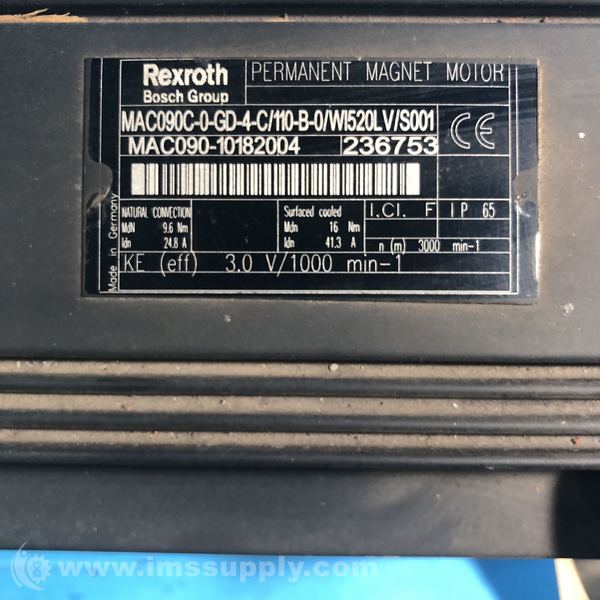 Rexroth
Bosch Group
PERMANENT MAGNET MOTOR
MAC090C-0-GD-4-C/110-B-0/WI520LV/S001
MAC090-10182004 236753
CE
Made in Germany
NATURAL CONVECTION
MdN 9.6 Nm
Idn 24.8 A
Surfaced cooled
Mdn 16 Nm
Idn 41.3 A
I.Cl. F IP 65
n (m) 3000 min-1
KE (eff) 3.0 V/1000 min-1
www.imssupply.com